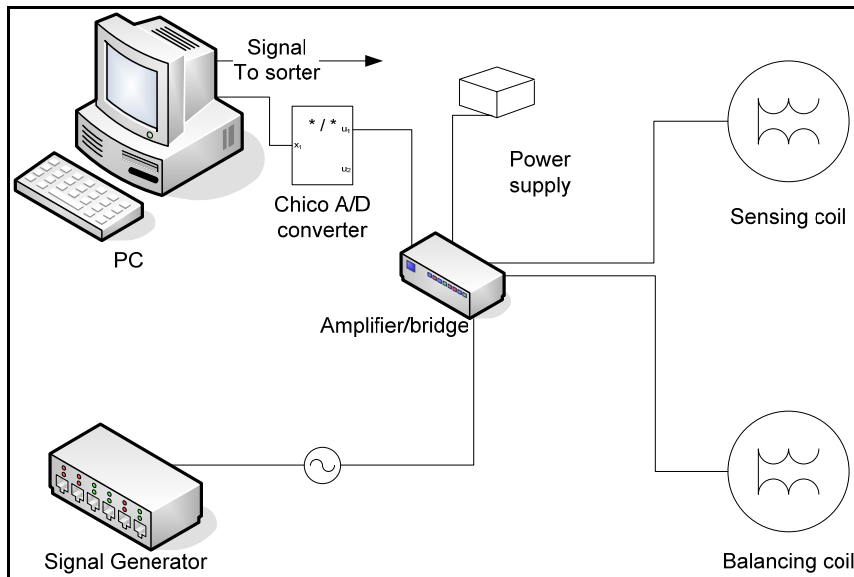 Signal
To sorter
* / *
u1
x1
u2
Chico A/D
converter
Power
supply
Sensing coil
PC
Amplifier/bridge
Signal Generator
Balancing coil